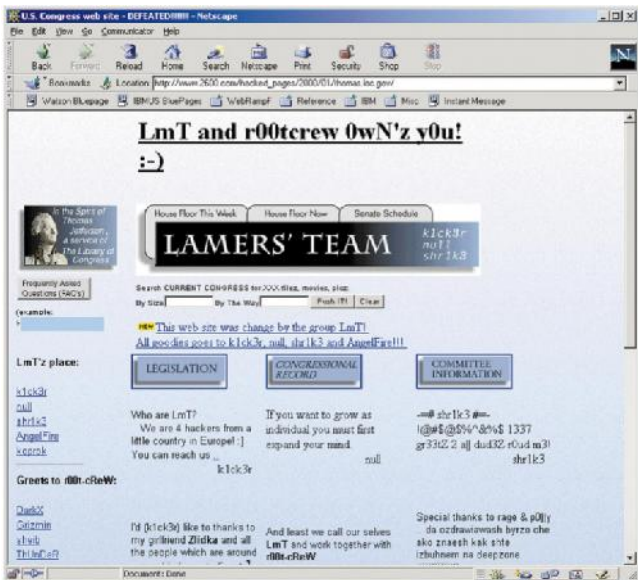 U.S. Congress web site - DEFEATED!!!!!! - Netscape
File Edit View Go Communicator Help
Back Forward Reload Home Search Netscape Print Security Shop Stop
Bookmarks Location: http://www.2600.com/hacked_pages/2000/01/thomas.loc.gov/
Watson Bluepage IBMUS BluePages WebRampF Reference IBM Misc Instant Message
LmT and r00tcrew 0wN'z y0u!
:-)
In the Spirit of
Thomas
Jefferson,
a service of
The Library of
Congress
House Floor This Week House Floor Now Senate Schedule
LAMERS' TEAM
k1ck3r
null
shr1k3
Frequently Asked
Questions (FAQ's)
Search CURRENT CONGRESS for XXX files, movies, plez
By Size By The Way Push IT! Clear
(example:
NEW This web site was change by the group LmT!
All goodies goes to k1ck3r, null, shr1k3 and AngelFire!!!
LmT'z place:
k1ck3r
null
shr1k3
AngelFire
koprok
Greets to r00t-cReW:
DarkX
Grizmin
ThUnDeR
LEGISLATION
Who are LmT?
We are 4 hackers from a
little country in Europe! :]
You can reach us ..
k1ck3r
I'd (k1ck3r) like to thanks to
my girlfriend Zlidka and all
the people which are around
CONGRESSIONAL
RECORD
If you want to grow as
individual you must first
expand your mind.
null
And least we call our selves
LmT and work together with
r00t-cReW
COMMITTEE
INFORMATION
-=# shr1k3 #=-
!@#$@$%^&%$ 1337
gr33tZ 2 all dud3Z r0ud m3!
shr1k3
Special thanks to rage & p0||y
da ozdrawiawash byrzo che
ako znaesh kak shte
izbuhnem na deepzone
Document: Done